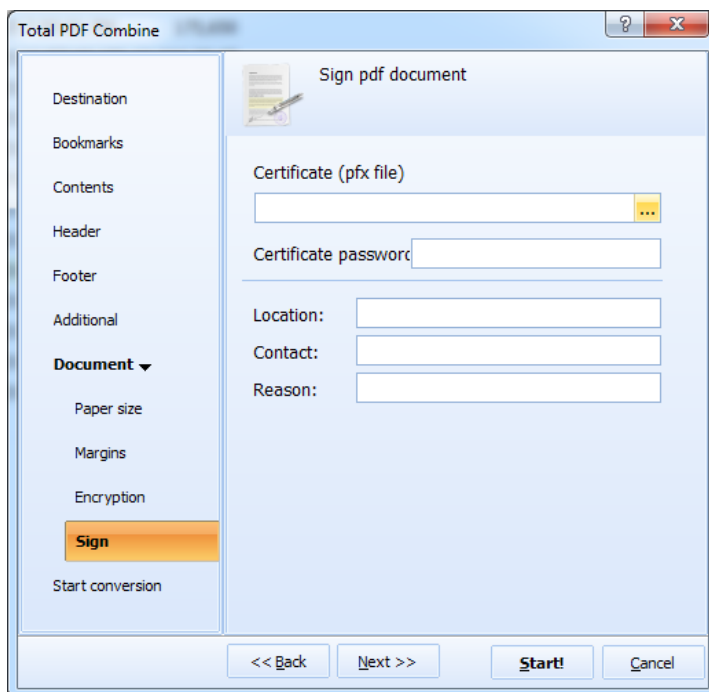 Total PDF Combine
?
X
Destination
Bookmarks
Contents
Header
Footer
Additional
Document
Paper size
Margins
Encryption
Sign
Start conversion
Sign pdf document
Certificate (pfx file)
...
Certificate password
Location:
Contact:
Reason:
<< Back
Next >>
Start!
Cancel